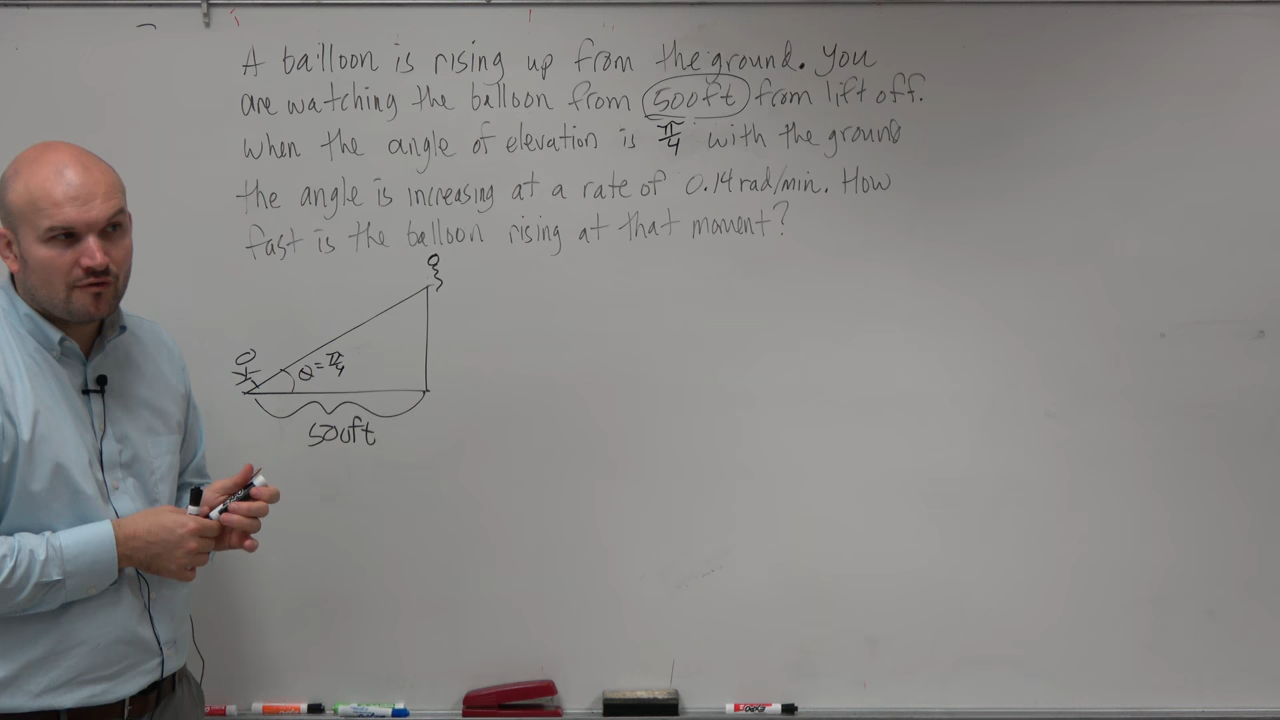 A balloon is rising up from the ground. You
are watching the balloon from 500ft from lift off.
When the angle of elevation is π/4 with the ground
the angle is increasing at a rate of 0.14 rad/min. How
fast is the balloon rising at that moment?
θ = π/4
500ft
EXPO